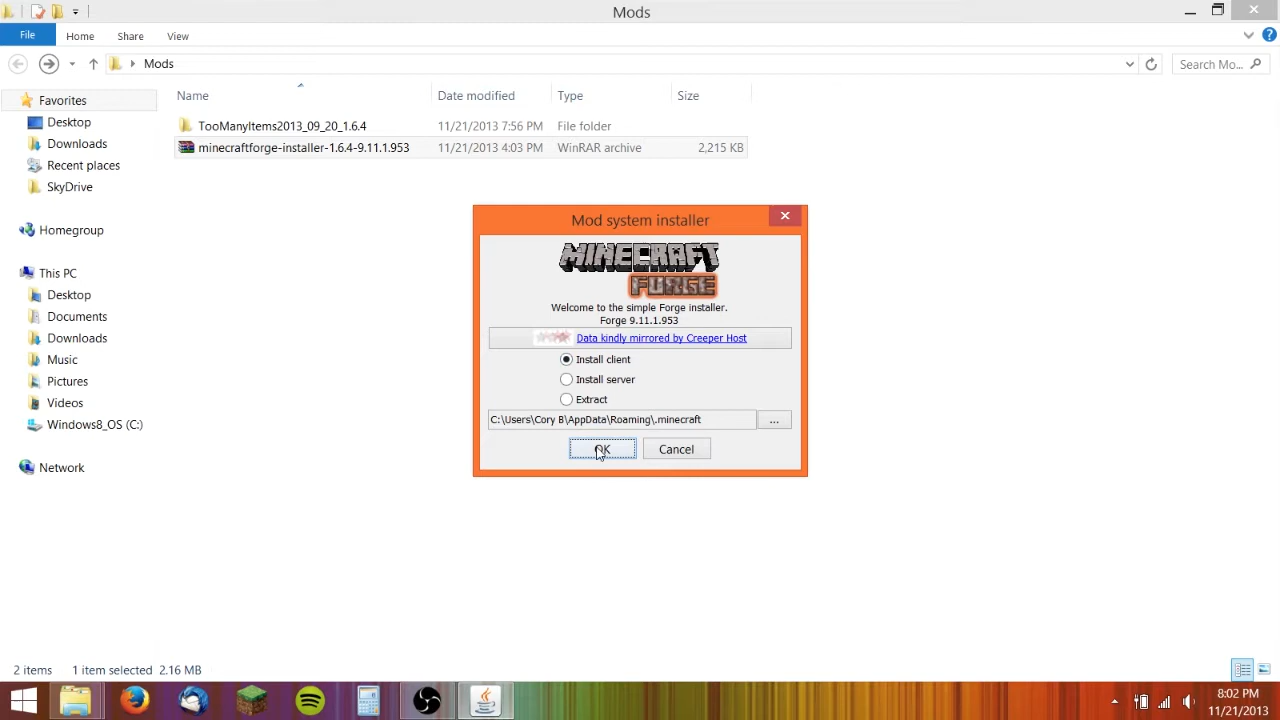 Mods
File
Home
Share
View
Mods
Search Mo...
Name
Date modified
Type
Size
Favorites
Desktop
Downloads
Recent places
SkyDrive
Homegroup
This PC
Desktop
Documents
Downloads
Music
Pictures
Videos
Windows8_OS (C:)
Network
TooManyItems2013_09_20_1.6.4 11/21/2013 7:56 PM File folder
minecraftforge-installer-1.6.4-9.11.1.953 11/21/2013 4:03 PM WinRAR archive 2,215 KB
Mod system installer
MINECRAFT
FORGE
Welcome to the simple Forge installer.
Forge 9.11.1.953
Data kindly mirrored by Creeper Host
Install client
Install server
Extract
C:\Users\Cory B\AppData\Roaming\.minecraft
...
OK
Cancel
2 items 1 item selected 2.16 MB
8:02 PM
11/21/2013